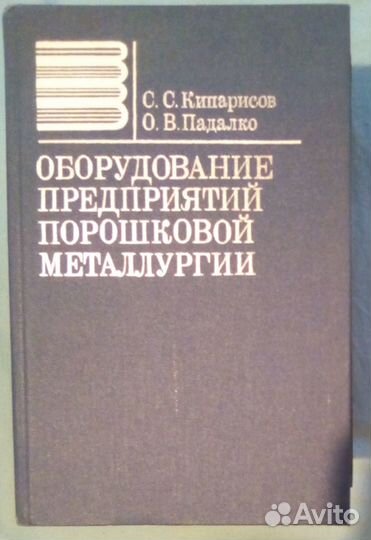 С. С. Кипарисов
О. В. Падалко
ОБОРУДОВАНИЕ
ПРЕДПРИЯТИЙ
ПОРОШКОВОЙ
МЕТАЛЛУРГИИ
Avito